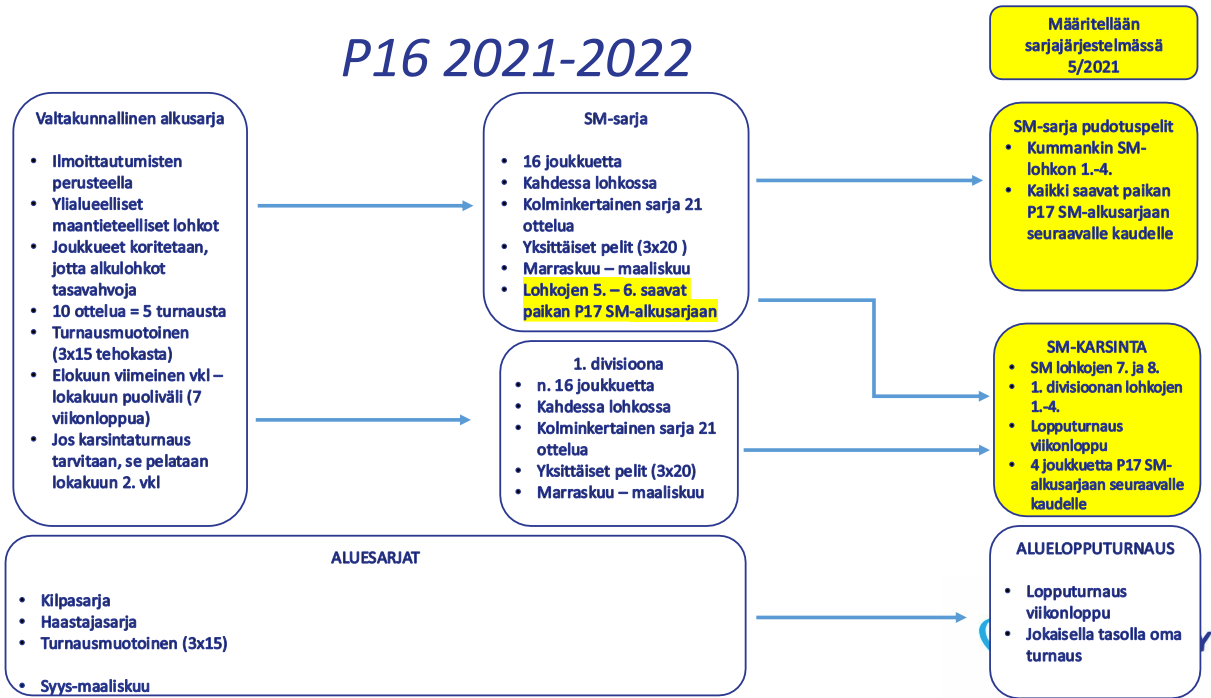 P16 2021-2022
Määritellään
sarjajärjestelmässä
5/2021
Valtakunnallinen alkusarja
• Ilmoittautumisten
perusteella
• Ylialueelliset
maantieteelliset lohkot
• Joukkueet koritetaan,
jotta alkulohkot
tasavahvoja
• 10 ottelua = 5 turnausta
• Turnausmuotoinen
(3x15 tehokasta)
• Elokuun viimeinen vkl –
lokakuun puoliväli (7
viikonloppua)
• Jos karsintaturnaus
tarvitaan, se pelataan
lokakuun 2. vkl
SM-sarja
• 16 joukkuetta
• Kahdessa lohkossa
• Kolminkertainen sarja 21
ottelua
• Yksittäiset pelit (3x20 )
• Marraskuu – maaliskuu
• Lohkojen 5. – 6. saavat
paikan P17 SM-alkusarjaan
1. divisioona
• n. 16 joukkuetta
• Kahdessa lohkossa
• Kolminkertainen sarja 21
ottelua
• Yksittäiset pelit (3x20)
• Marraskuu – maaliskuu
SM-sarja pudotuspelit
• Kummankin SM-
lohkon 1.-4.
• Kaikki saavat paikan
P17 SM-alkusarjaan
seuraavalle kaudelle
SM-KARSINTA
• SM lohkojen 7. ja 8.
• 1. divisioonan lohkojen
1.-4.
• Lopputurnaus
viikonloppu
• 4 joukkuetta P17 SM-
alkusarjaan seuraavalle
kaudelle
ALUESARJAT
• Kilpasarja
• Haastajasarja
• Turnausmuotoinen (3x15)
• Syys-maaliskuu
ALUELOPPUTURNAUS
• Lopputurnaus
viikonloppu
• Jokaisella tasolla oma
turnaus